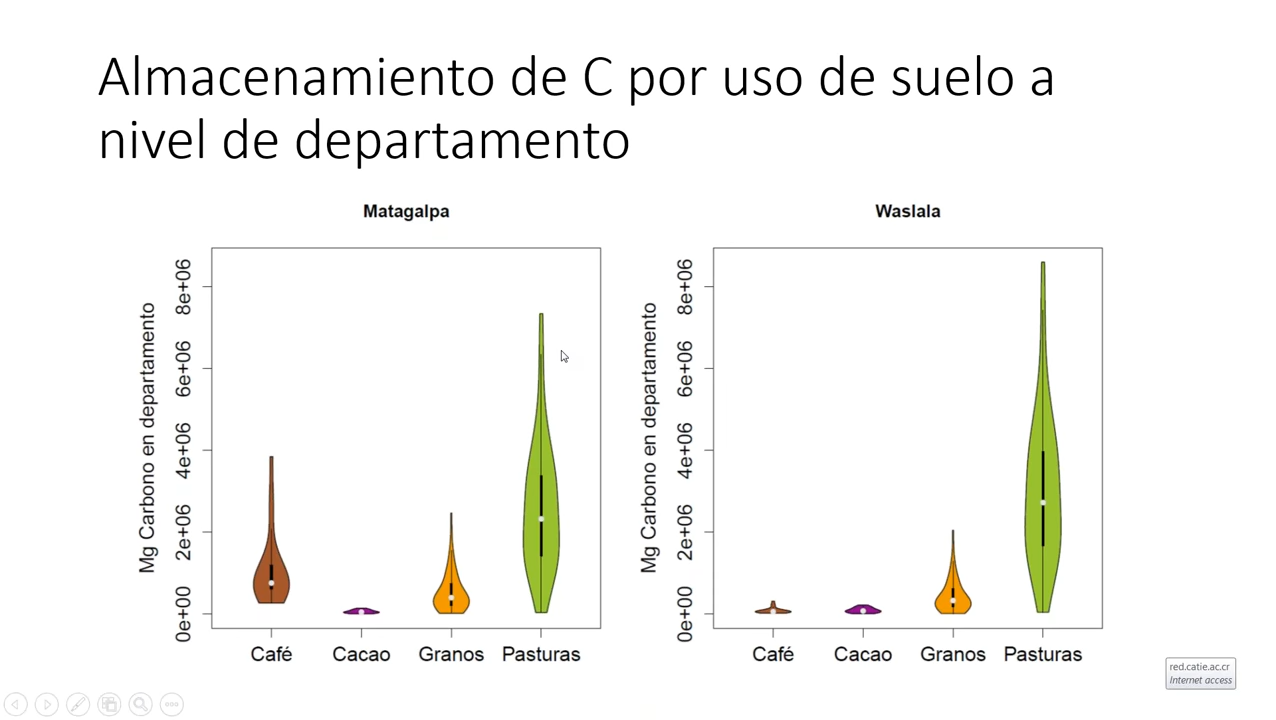 Almacenamiento de C por uso de suelo a
nivel de departamento
Matagalpa
Mg Carbono en departamento
8e+06
6e+06
4e+06
2e+06
0e+00
Café Cacao Granos Pasturas
Waslala
Mg Carbono en departamento
8e+06
6e+06
4e+06
2e+06
0e+00
Café Cacao Granos Pasturas
red.catie.ac.cr
Internet access